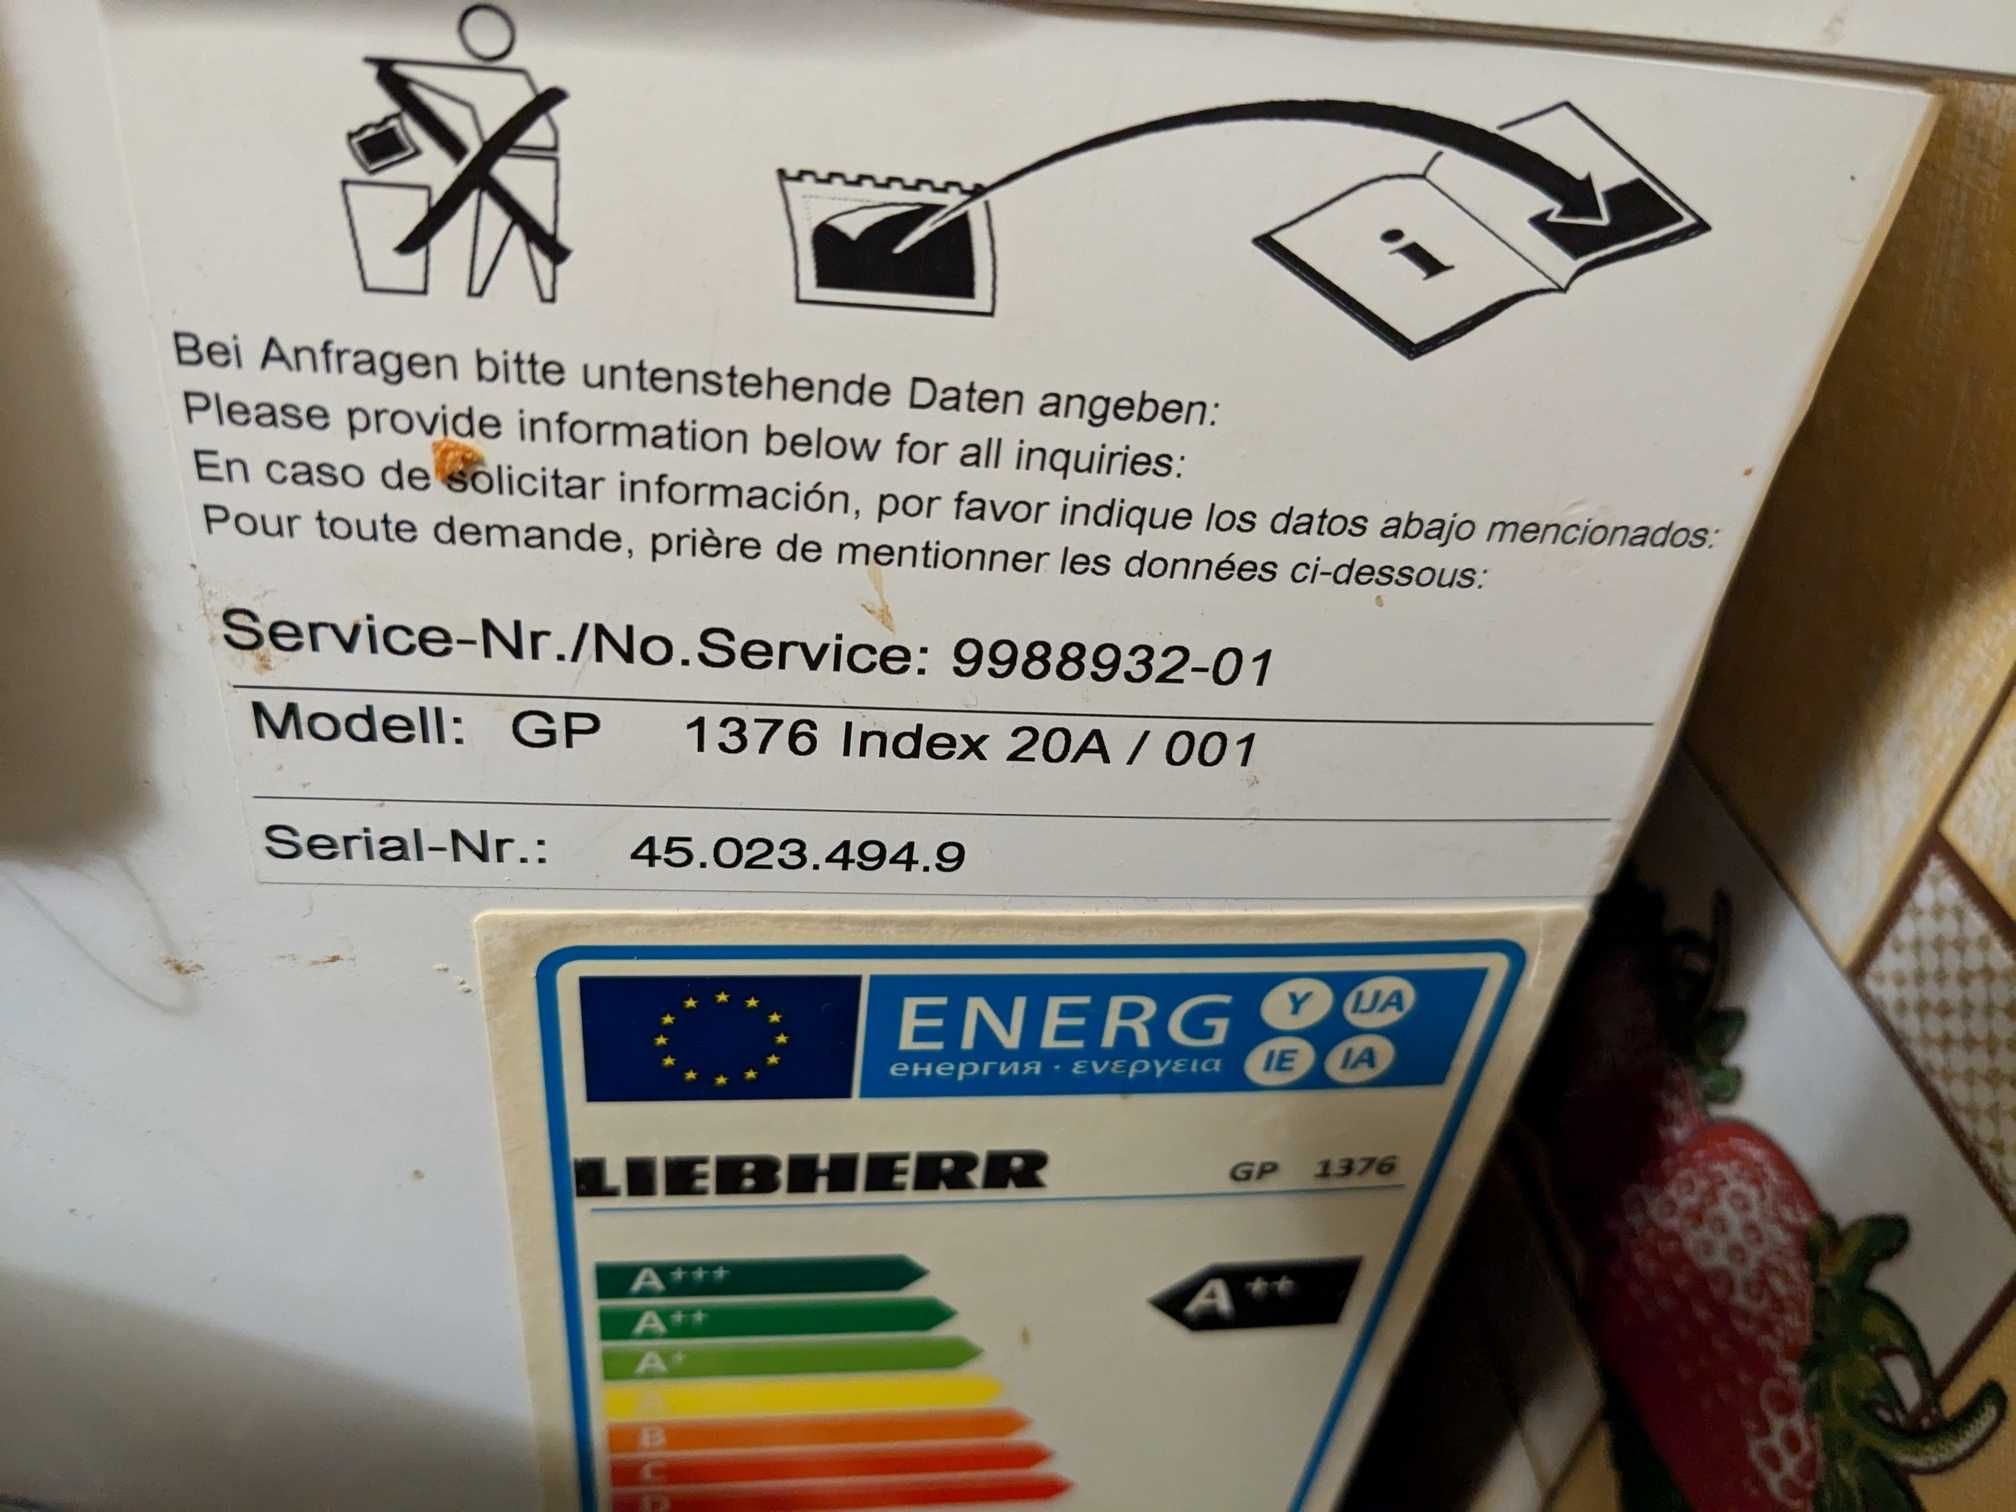 i
Bei Anfragen bitte untenstehende Daten angeben:
Please provide information below for all inquiries:
En caso de solicitar información, por favor indique los datos abajo mencionados:
Pour toute demande, prière de mentionner les données ci-dessous:
Service-Nr./No.Service: 9988932-01
Modell: GP 1376 Index 20A / 001
Serial-Nr.: 45.023.494.9
ENERG Y IJA
енергия · ενεργεια IE IA
LIEBHERR GP 1376
A+++
A++ A++
A+
A
B
C
D